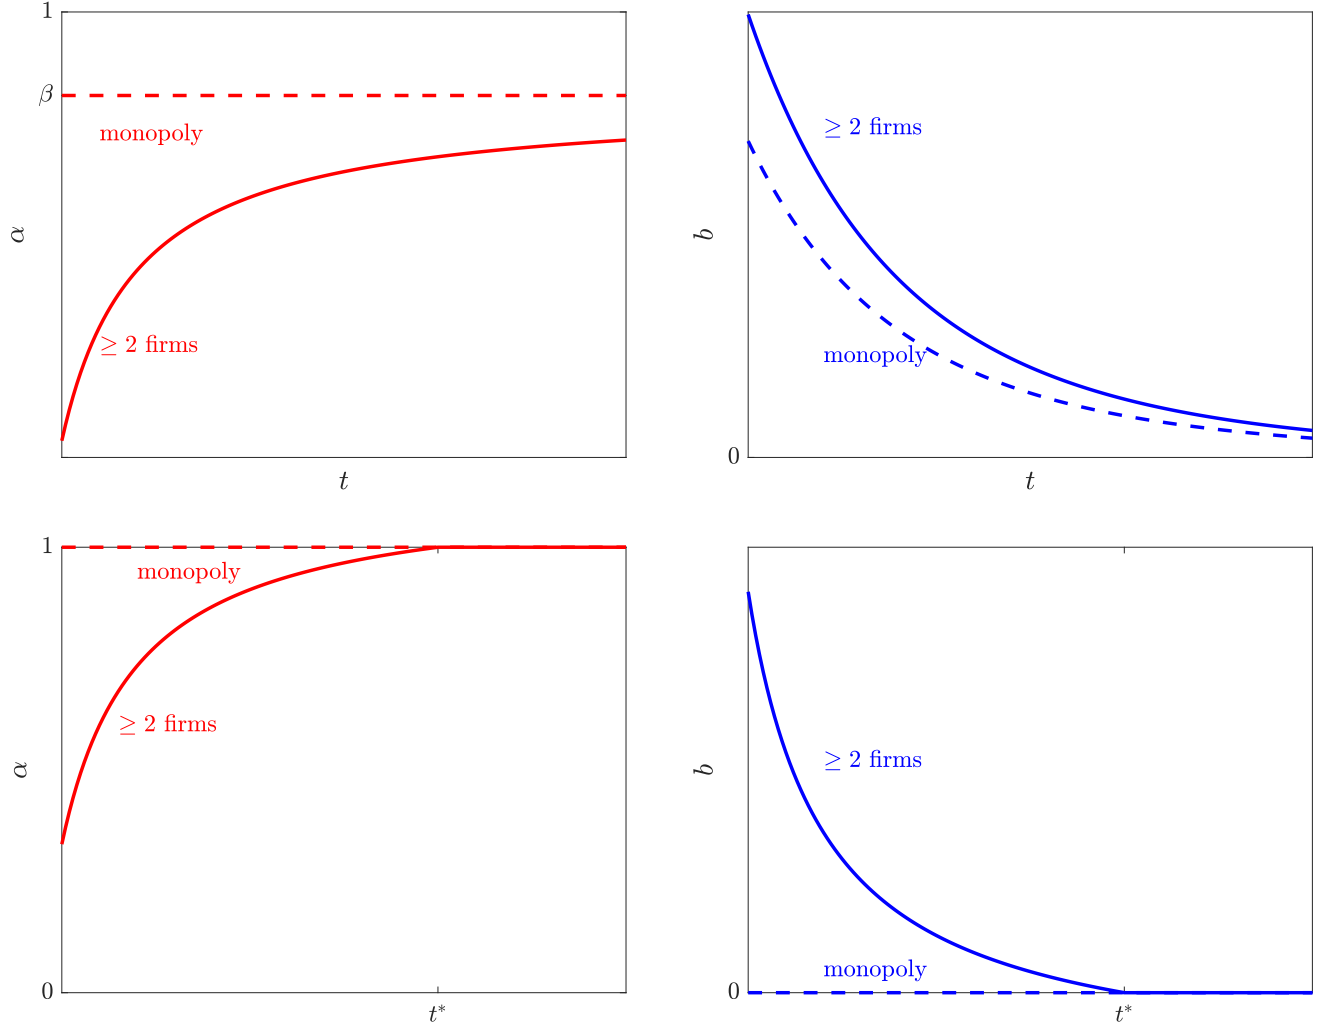 1
β
monopoly
α
≥ 2 firms
t
≥ 2 firms
b
monopoly
0
t
1
monopoly
≥ 2 firms
α
0
t*
≥ 2 firms
b
monopoly
0
t*